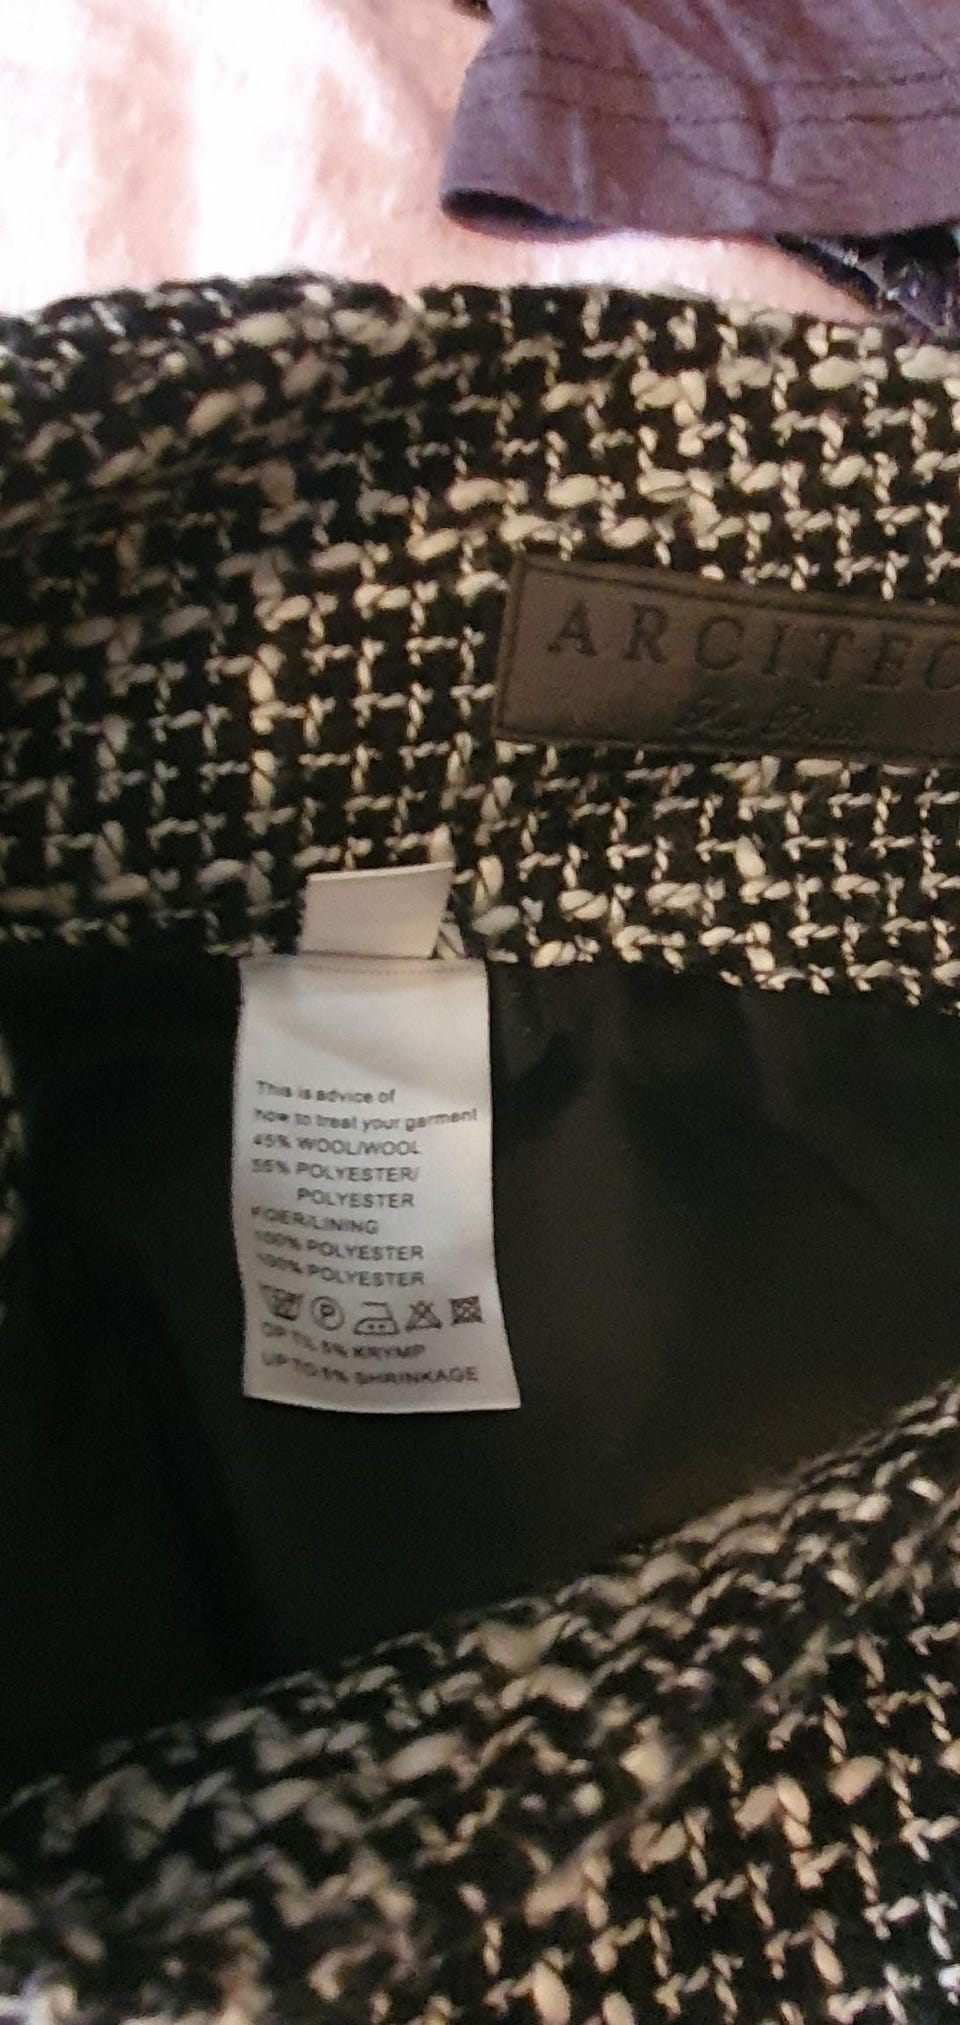 ARCITEC
This is advice of
how to treat your garment
45% WOOL/WOOL
55% POLYESTER/
POLYESTER
FOER/LINING
100% POLYESTER
100% POLYESTER
P
OP TIL 5% KRYMP
UP TO 5% SHRINKAGE